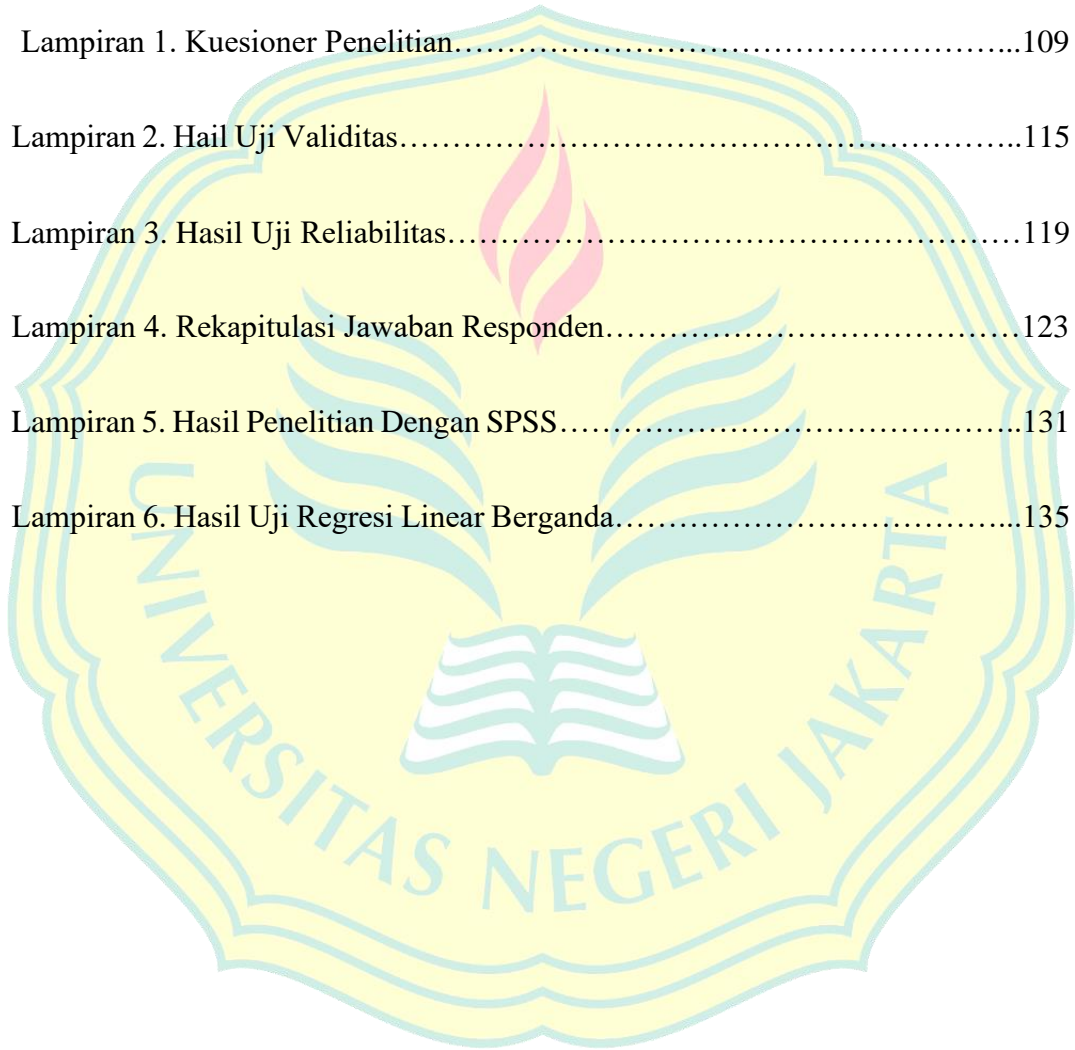 Lampiran 1. Kuesioner Penelitian…………………………………………………...109
Lampiran 2. Hail Uji Validitas………………………………………………………..115
Lampiran 3. Hasil Uji Reliabilitas……………………………………………………119
Lampiran 4. Rekapitulasi Jawaban Responden………………………………………123
Lampiran 5. Hasil Penelitian Dengan SPSS………………………………………..131
Lampiran 6. Hasil Uji Regresi Linear Berganda…………………………………...135
UNIVERSITAS NEGERI JAKARTA